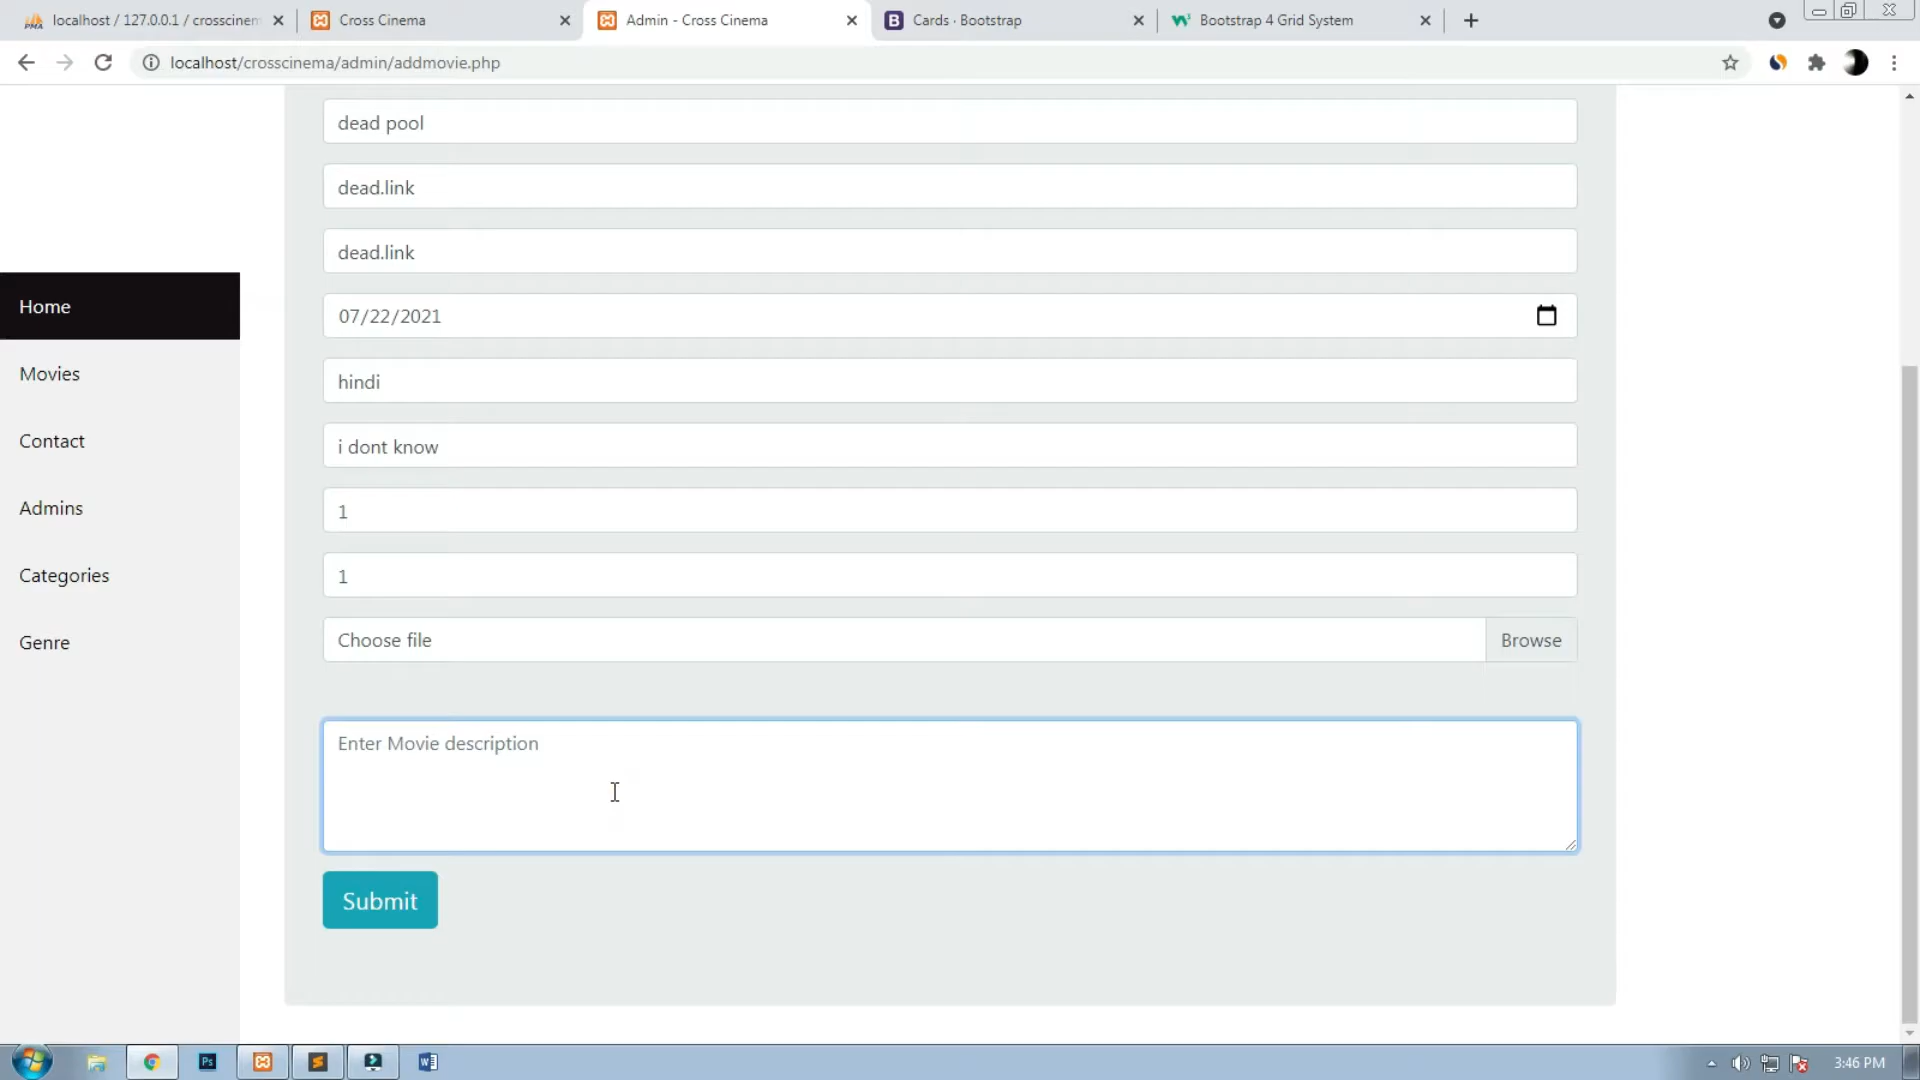 localhost / 127.0.0.1 / crosscinem
Cross Cinema
Admin - Cross Cinema
Cards · Bootstrap
Bootstrap 4 Grid System
localhost/crosscinema/admin/addmovie.php
dead pool
dead.link
dead.link
07/22/2021
hindi
i dont know
1
1
Choose file
Browse
Enter Movie description
Submit
Home
Movies
Contact
Admins
Categories
Genre
3:46 PM